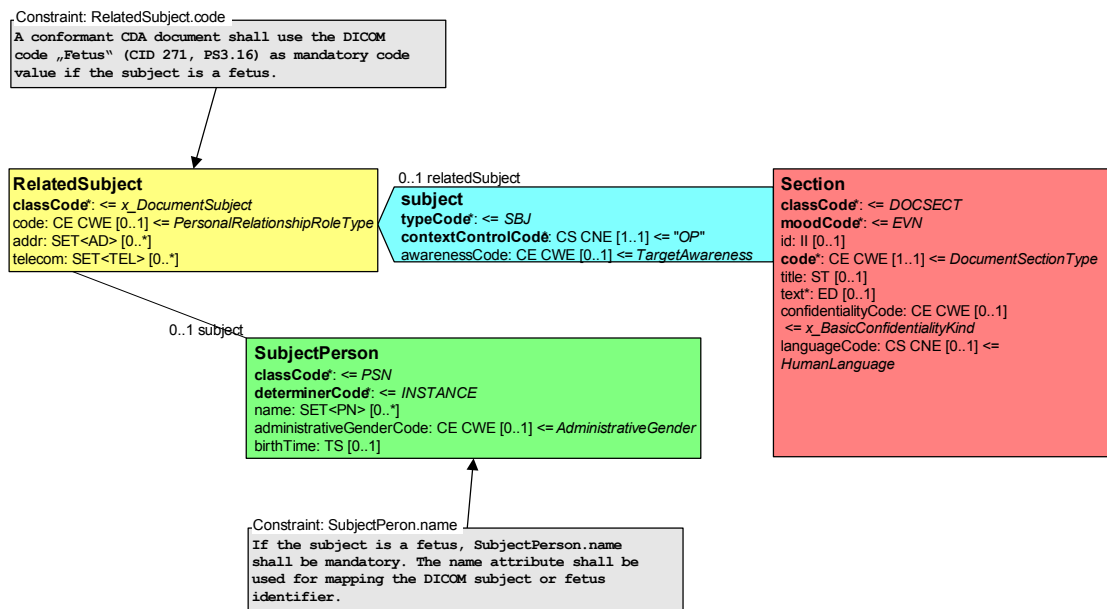 Constraint: RelatedSubject.code
A conformant CDA document shall use the DICOM
code „Fetus“ (CID 271, PS3.16) as mandatory code
value if the subject is a fetus.
RelatedSubject
classCode*: <= x_DocumentSubject
code: CE CWE [0..1] <= PersonalRelationshipRoleType
addr: SET<AD> [0..*]
telecom: SET<TEL> [0..*]
0..1 relatedSubject
subject
typeCode*: <= SBJ
contextControlCode*: CS CNE [1..1] <= "OP"
awarenessCode: CE CWE [0..1] <= TargetAwareness
Section
classCode*: <= DOCSECT
moodCode*: <= EVN
id: II [0..1]
code*: CE CWE [1..1] <= DocumentSectionType
title: ST [0..1]
text*: ED [0..1]
confidentialityCode: CE CWE [0..1]
<= x_BasicConfidentialityKind
languageCode: CS CNE [0..1] <=
HumanLanguage
0..1 subject
SubjectPerson
classCode*: <= PSN
determinerCode*: <= INSTANCE
name: SET<PN> [0..*]
administrativeGenderCode: CE CWE [0..1] <= AdministrativeGender
birthTime: TS [0..1]
Constraint: SubjectPeron.name
If the subject is a fetus, SubjectPerson.name
shall be mandatory. The name attribute shall be
used for mapping the DICOM subject or fetus
identifier.